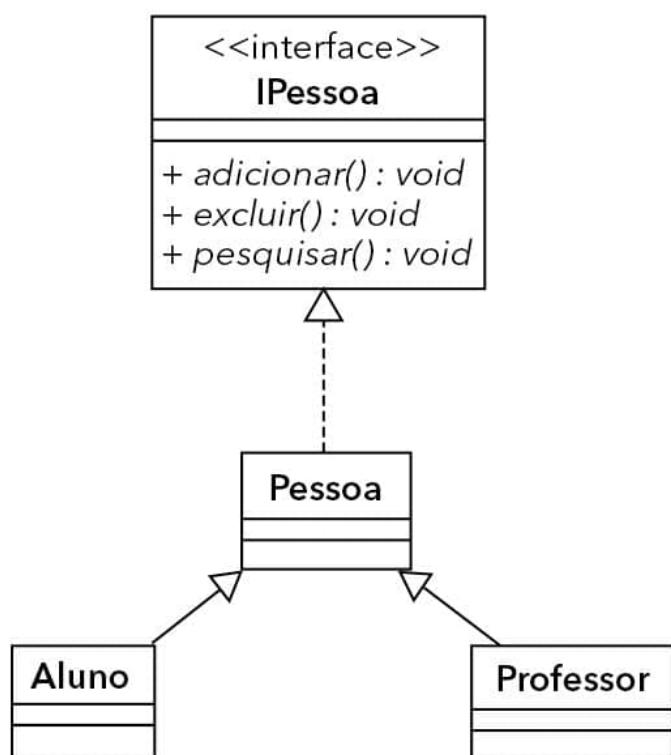 <<interface>>
IPessoa
+ adicionar() : void
+ excluir() : void
+ pesquisar() : void
Pessoa
Aluno
Professor